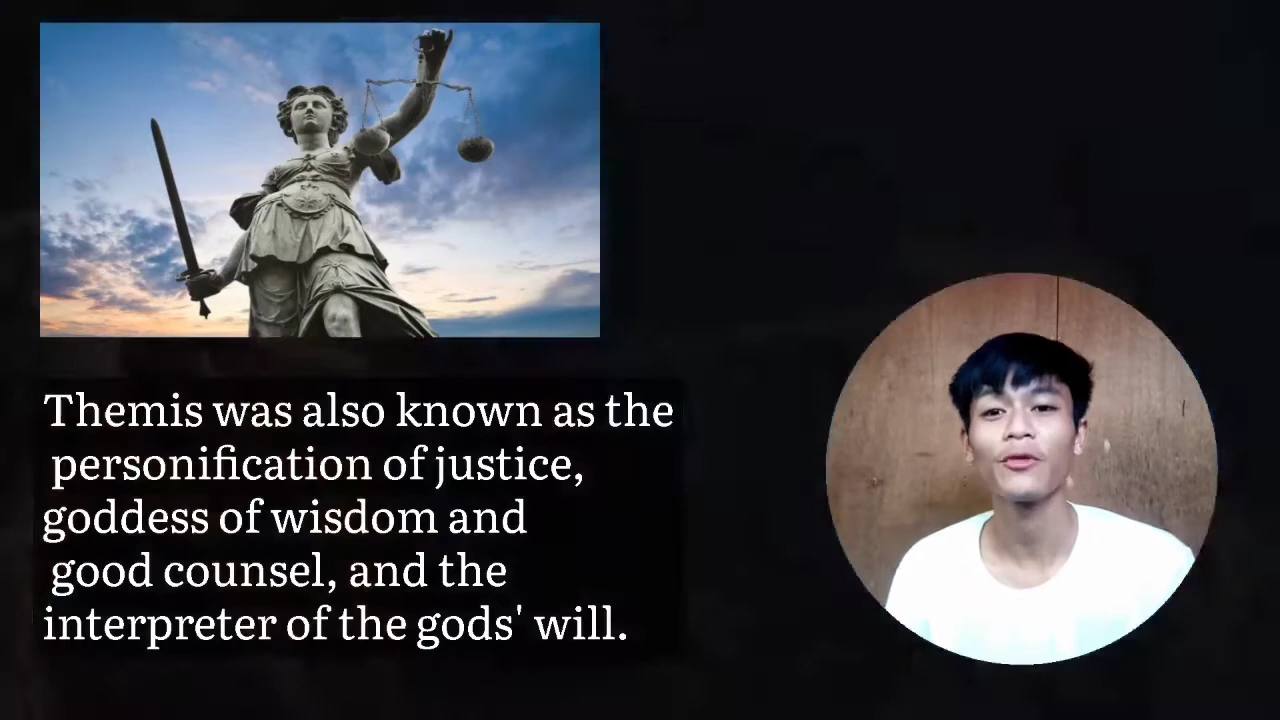 Themis was also known as the
personification of justice,
goddess of wisdom and
good counsel, and the
interpreter of the gods' will.